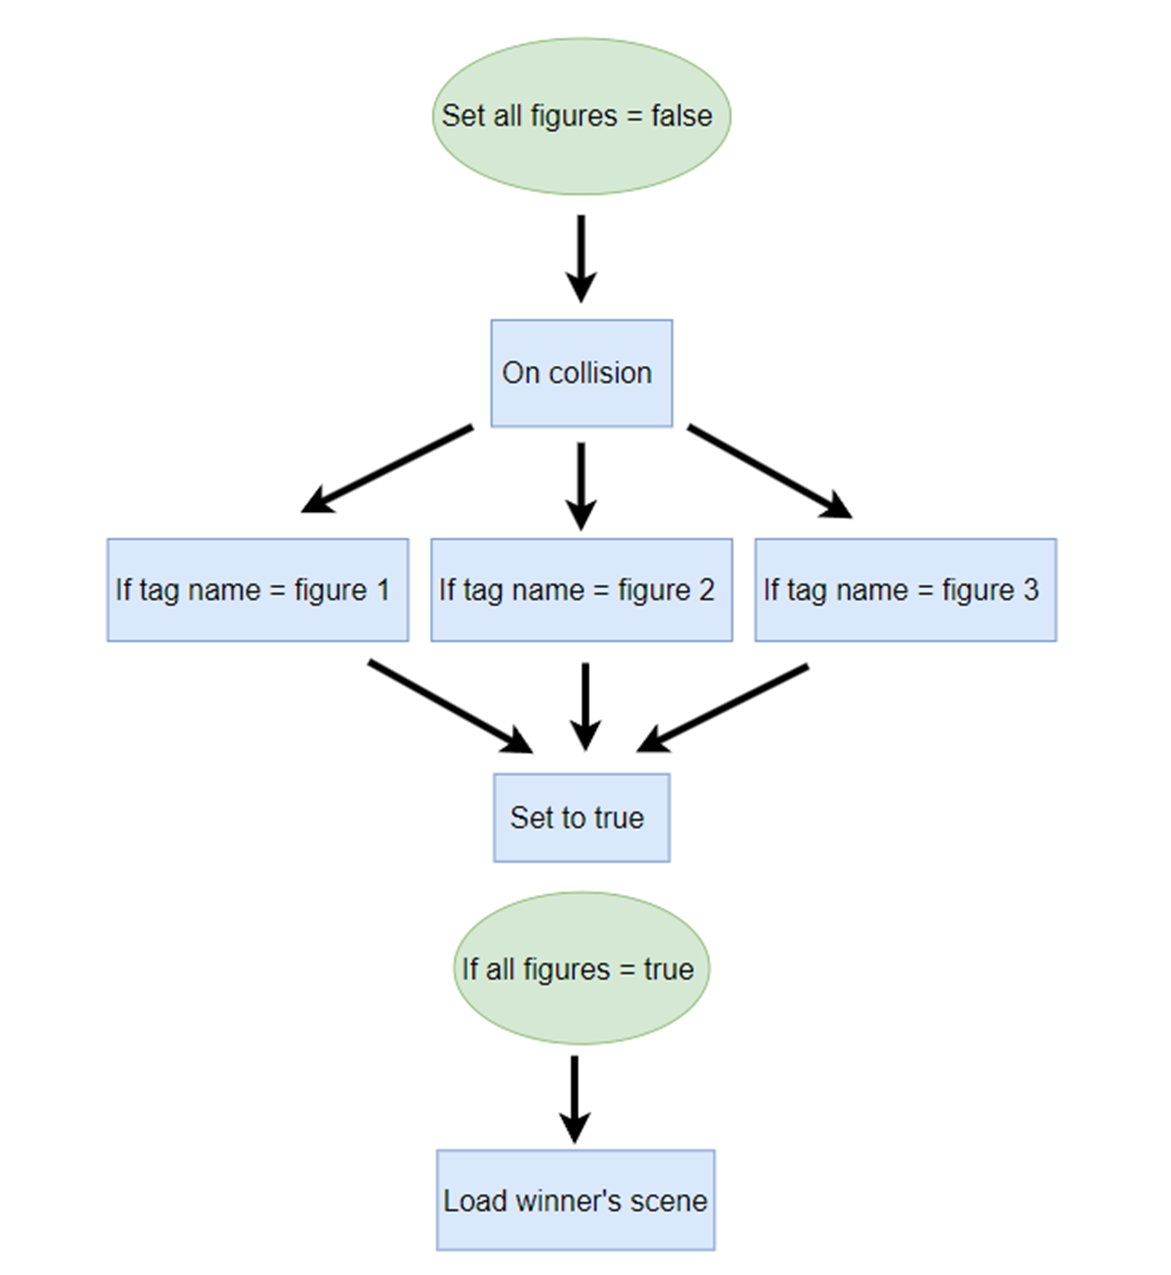 Set all figures = false
On collision
If tag name = figure 1
If tag name = figure 2
If tag name = figure 3
Set to true
If all figures = true
Load winner's scene